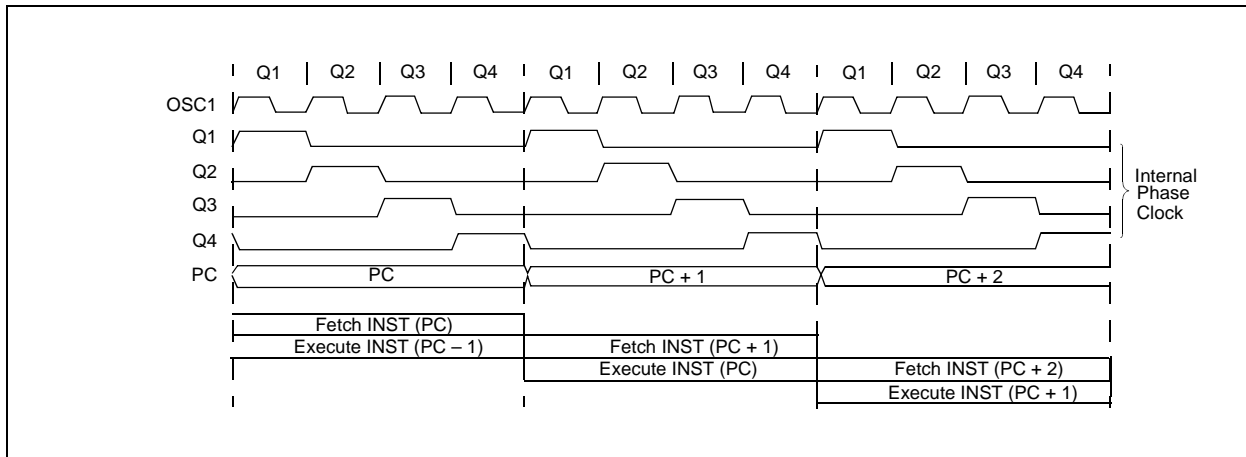 Q1 Q2 Q3 Q4 Q1 Q2 Q3 Q4 Q1 Q2 Q3 Q4
OSC1
Q1
Q2
Q3
Q4
PC
Internal
Phase
Clock
PC PC + 1 PC + 2
Fetch INST (PC)
Execute INST (PC – 1) Fetch INST (PC + 1)
Execute INST (PC) Fetch INST (PC + 2)
Execute INST (PC + 1)